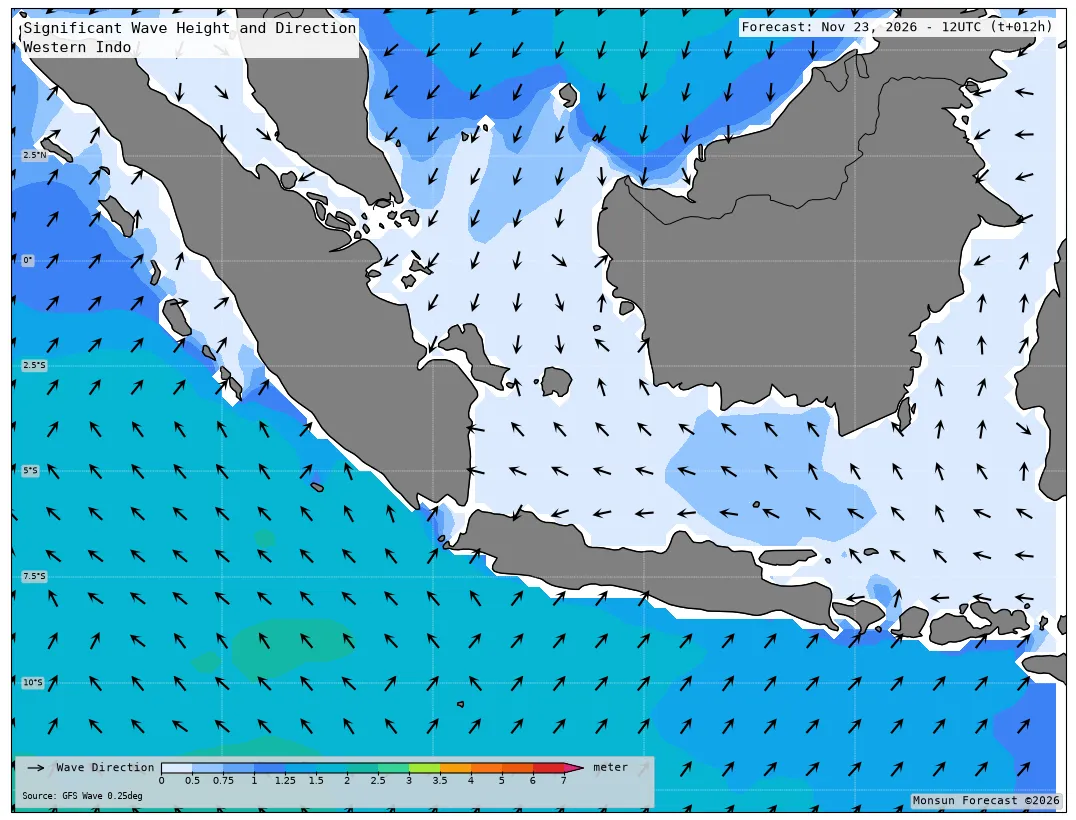 Significant Wave Height and Direction
Western Indo
Forecast: Nov 23, 2026 - 12UTC (t+012h)
2.5°N
0°
2.5°S
5°S
7.5°S
10°S
Wave Direction
meter
0 0.5 0.75 1 1.25 1.5 2 2.5 3 3.5 4 5 6 7
Source: GFS Wave 0.25deg
Monsun Forecast ©2026